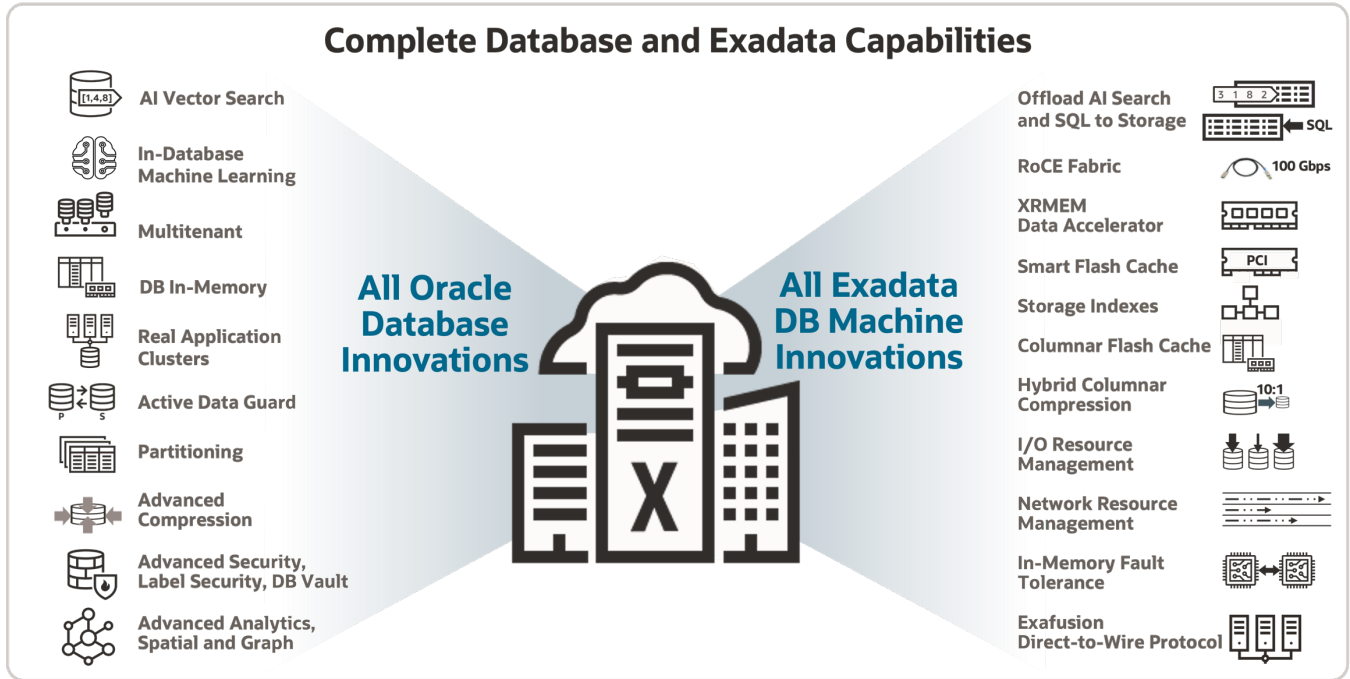 Complete Database and Exadata Capabilities
[1,4,8]
AI Vector Search
In-Database
Machine Learning
Multitenant
DB In-Memory
Real Application
Clusters
P S
Active Data Guard
Partitioning
Advanced
Compression
Advanced Security,
Label Security, DB Vault
Advanced Analytics,
Spatial and Graph
All Oracle
Database
Innovations
X
All Exadata
DB Machine
Innovations
Offload AI Search
and SQL to Storage
3 1 8 2
SQL
RoCE Fabric
100 Gbps
XRMEM
Data Accelerator
Smart Flash Cache
PCI
Storage Indexes
Columnar Flash Cache
Hybrid Columnar
Compression
10:1
I/O Resource
Management
Network Resource
Management
In-Memory Fault
Tolerance
Exafusion
Direct-to-Wire Protocol